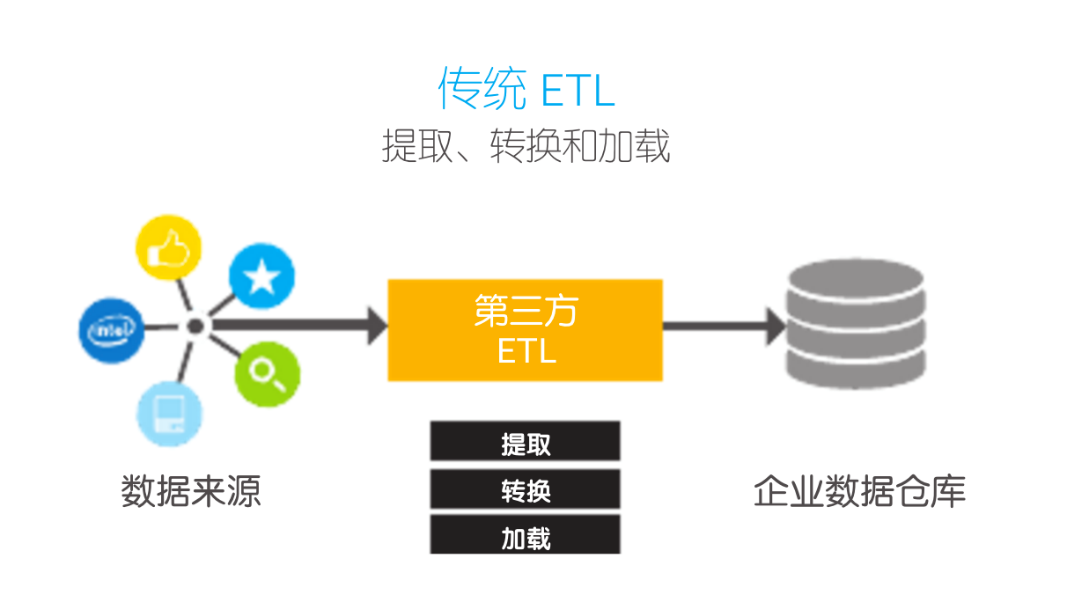 传统 ETL
提取、转换和加载
intel
第三方
ETL
提取
转换
加载
数据来源
企业数据仓库